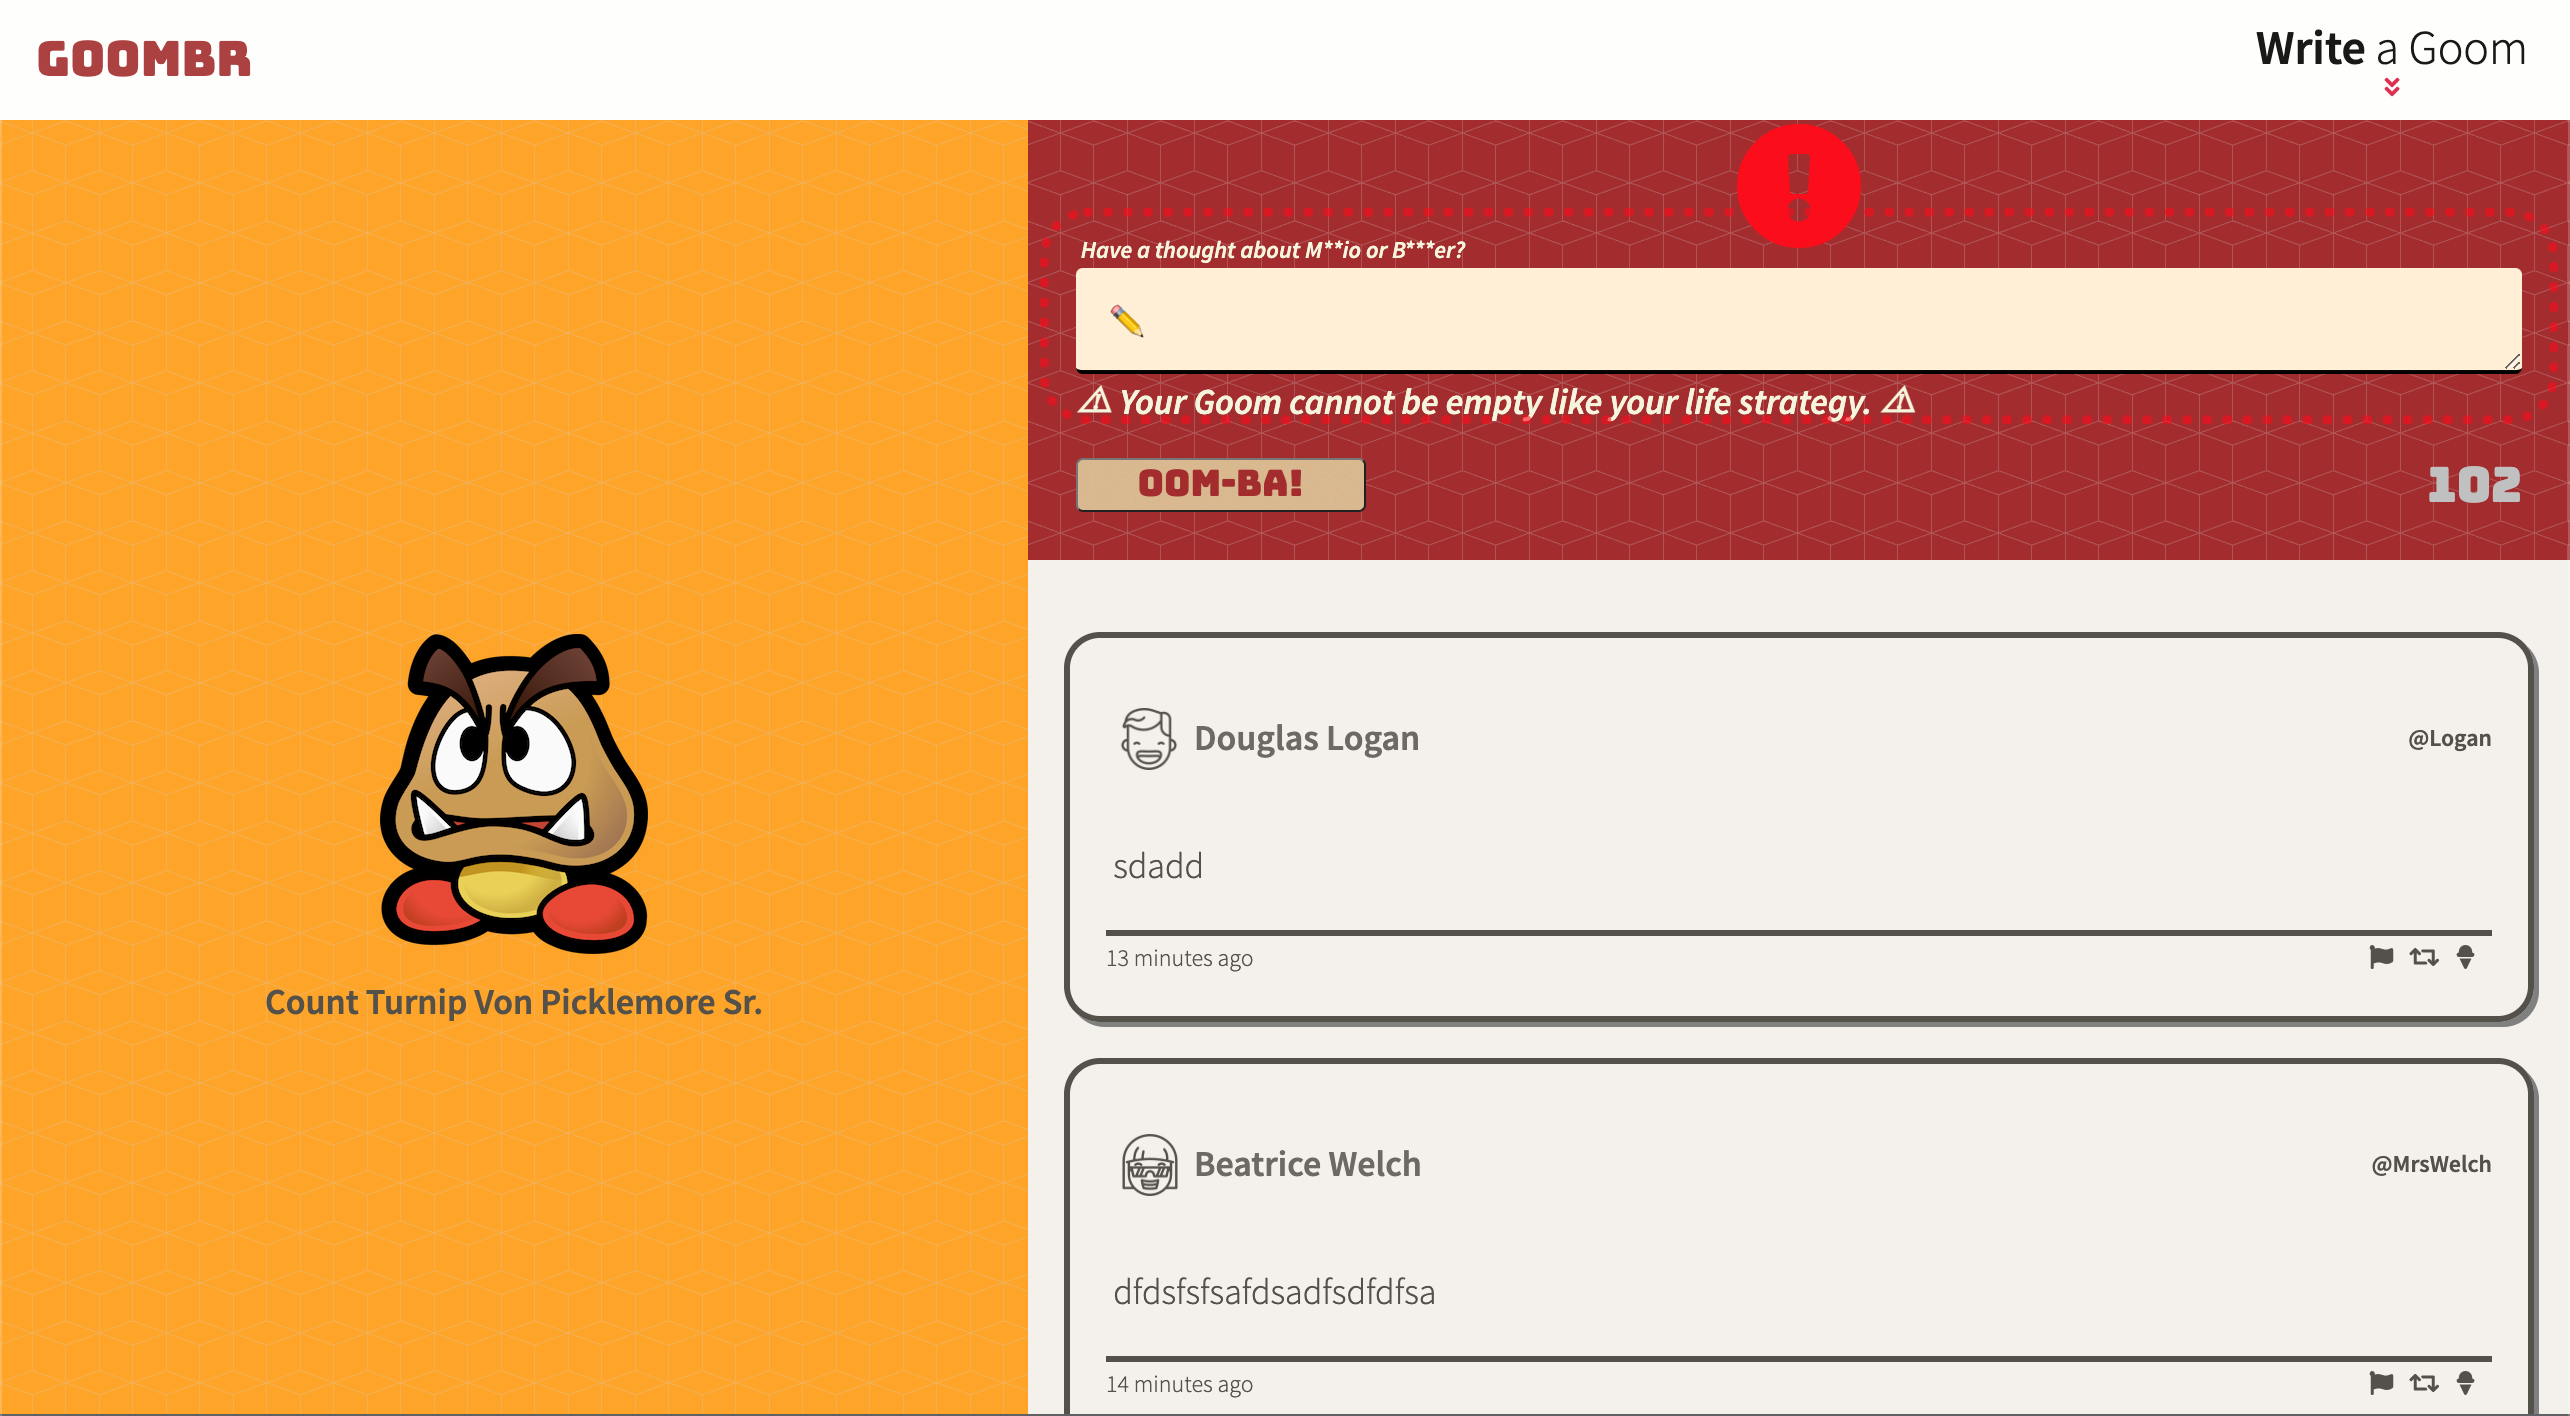 GOOMBR
Write a Goom
Have a thought about M**io or B***er?
⚠ Your Goom cannot be empty like your life strategy. ⚠
OOM-BA!
102
Count Turnip Von Picklemore Sr.
Douglas Logan
@Logan
sdadd
13 minutes ago
Beatrice Welch
@MrsWelch
dfdsfsfsafdsadfsdfdfsa
14 minutes ago